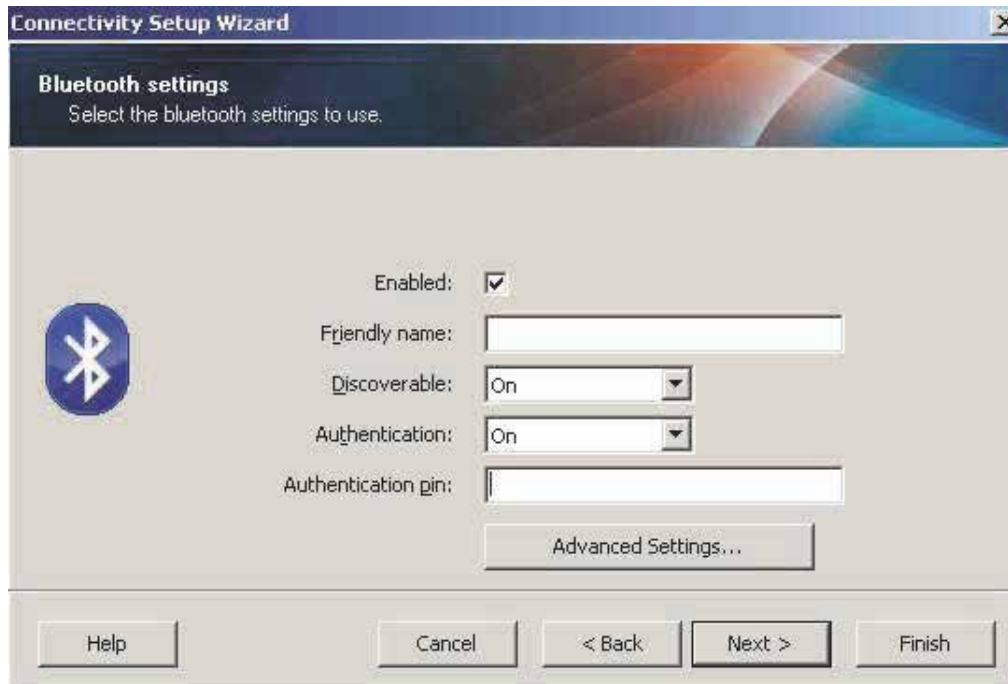 Connectivity Setup Wizard
Bluetooth settings
Select the bluetooth settings to use.
Enabled:
Friendly name:
Discoverable: On
Authentication: On
Authentication pin:
Advanced Settings...
Help Cancel < Back Next > Finish